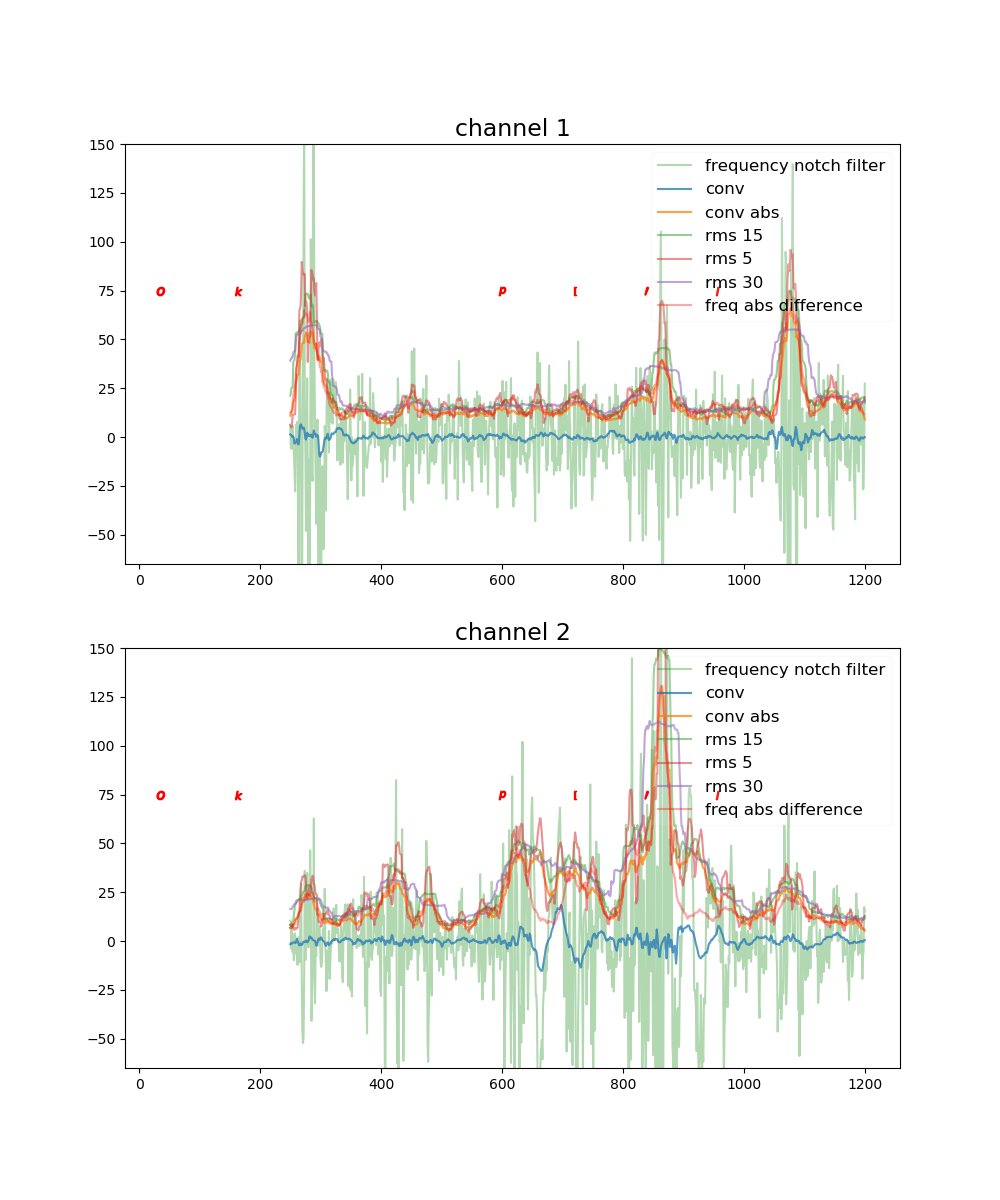 channel 1
150
125
100
75
50
25
0
−25
−50
frequency notch filter
conv
conv abs
rms 15
rms 5
rms 30
freq abs difference
O k p
0 200 400 600 800 1000 1200
channel 2
150
125
100
75
50
25
0
−25
−50
frequency notch filter
conv
conv abs
rms 15
rms 5
rms 30
freq abs difference
O k p
0 200 400 600 800 1000 1200